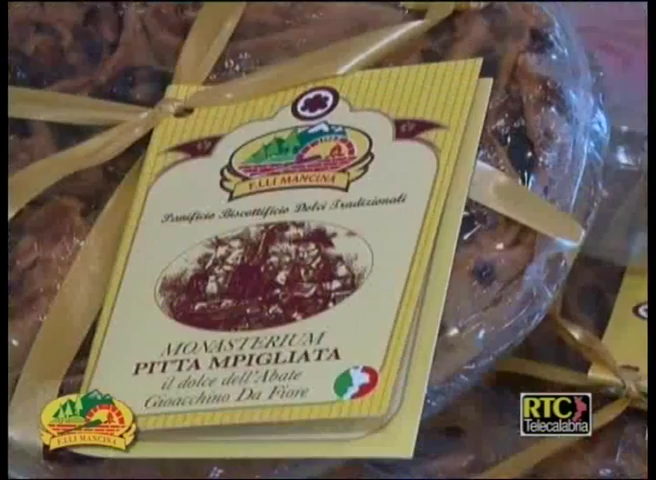 F.LLI MANCINA
Panificio Biscottificio Dolci Tradizionali
MONASTERIUM
PITTA MPIGLIATA
il dolce dell'Abate
Gioacchino Da Fiore
F.LLI MANCINA
RTC
Telecalabria